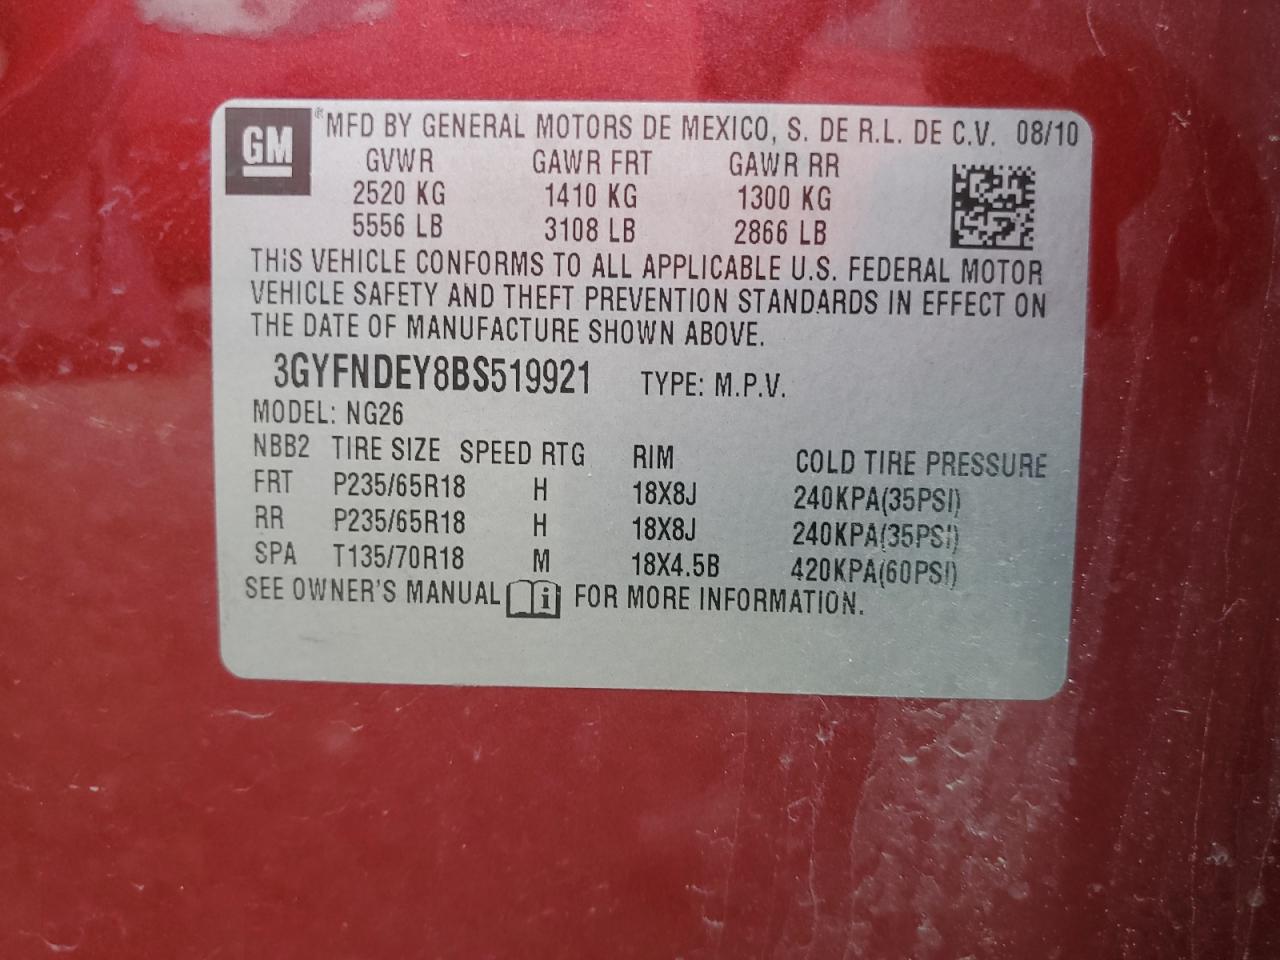 GM ® MFD BY GENERAL MOTORS DE MEXICO, S. DE R.L. DE C.V. 08/10
GVWR GAWR FRT GAWR RR
2520 KG 1410 KG 1300 KG
5556 LB 3108 LB 2866 LB
THiS VEHICLE CONFORMS TO ALL APPLICABLE U.S. FEDERAL MOTOR
VEHICLE SAFETY AND THEFT PREVENTION STANDARDS IN EFFECT ON
THE DATE OF MANUFACTURE SHOWN ABOVE.
3GYFNDEY8BS519921 TYPE: M.P.V.
MODEL: NG26
NBB2 TIRE SIZE SPEED RTG RIM COLD TIRE PRESSURE
FRT P235/65R18 H 18X8J 240KPA(35PSI)
RR P235/65R18 H 18X8J 240KPA(35PSI)
SPA T135/70R18 M 18X4.5B 420KPA(60PSI)
SEE OWNER'S MANUAL i FOR MORE INFORMATION.